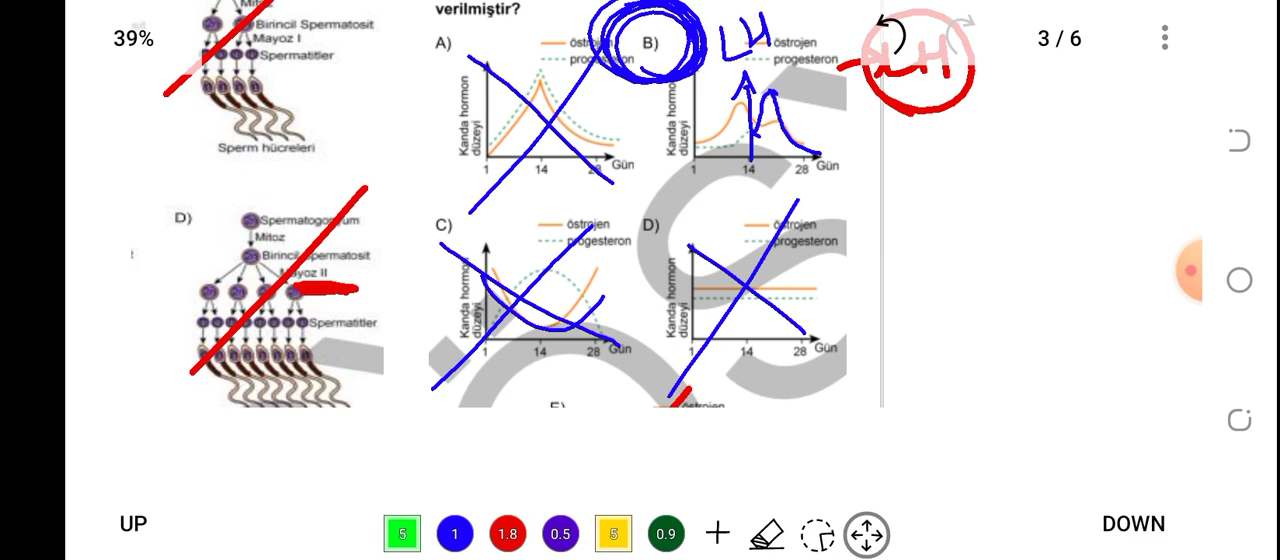 39%
3 / 6
Birincil Spermatosit
Mayoz I
Spermatitler
Sperm hücreleri
D)
Spermatogonyum
Mitoz
Birincil Spermatosit
Mayoz II
Spermatitler
verilmiştir?
A)
östrojen
Kanda hormon
düzeyi
1 14 28 Gün
B)
östrojen
progesteron
Kanda hormon
düzeyi
1 14 28 Gün
LH
LH
C)
östrojen
progesteron
Kanda hormon
düzeyi
1 14 28 Gün
D)
östrojen
progesteron
Kanda hormon
düzeyi
1 14 28 Gün
E)
östrojen
UP
5 1 1.8 0.5 5 0.9
DOWN